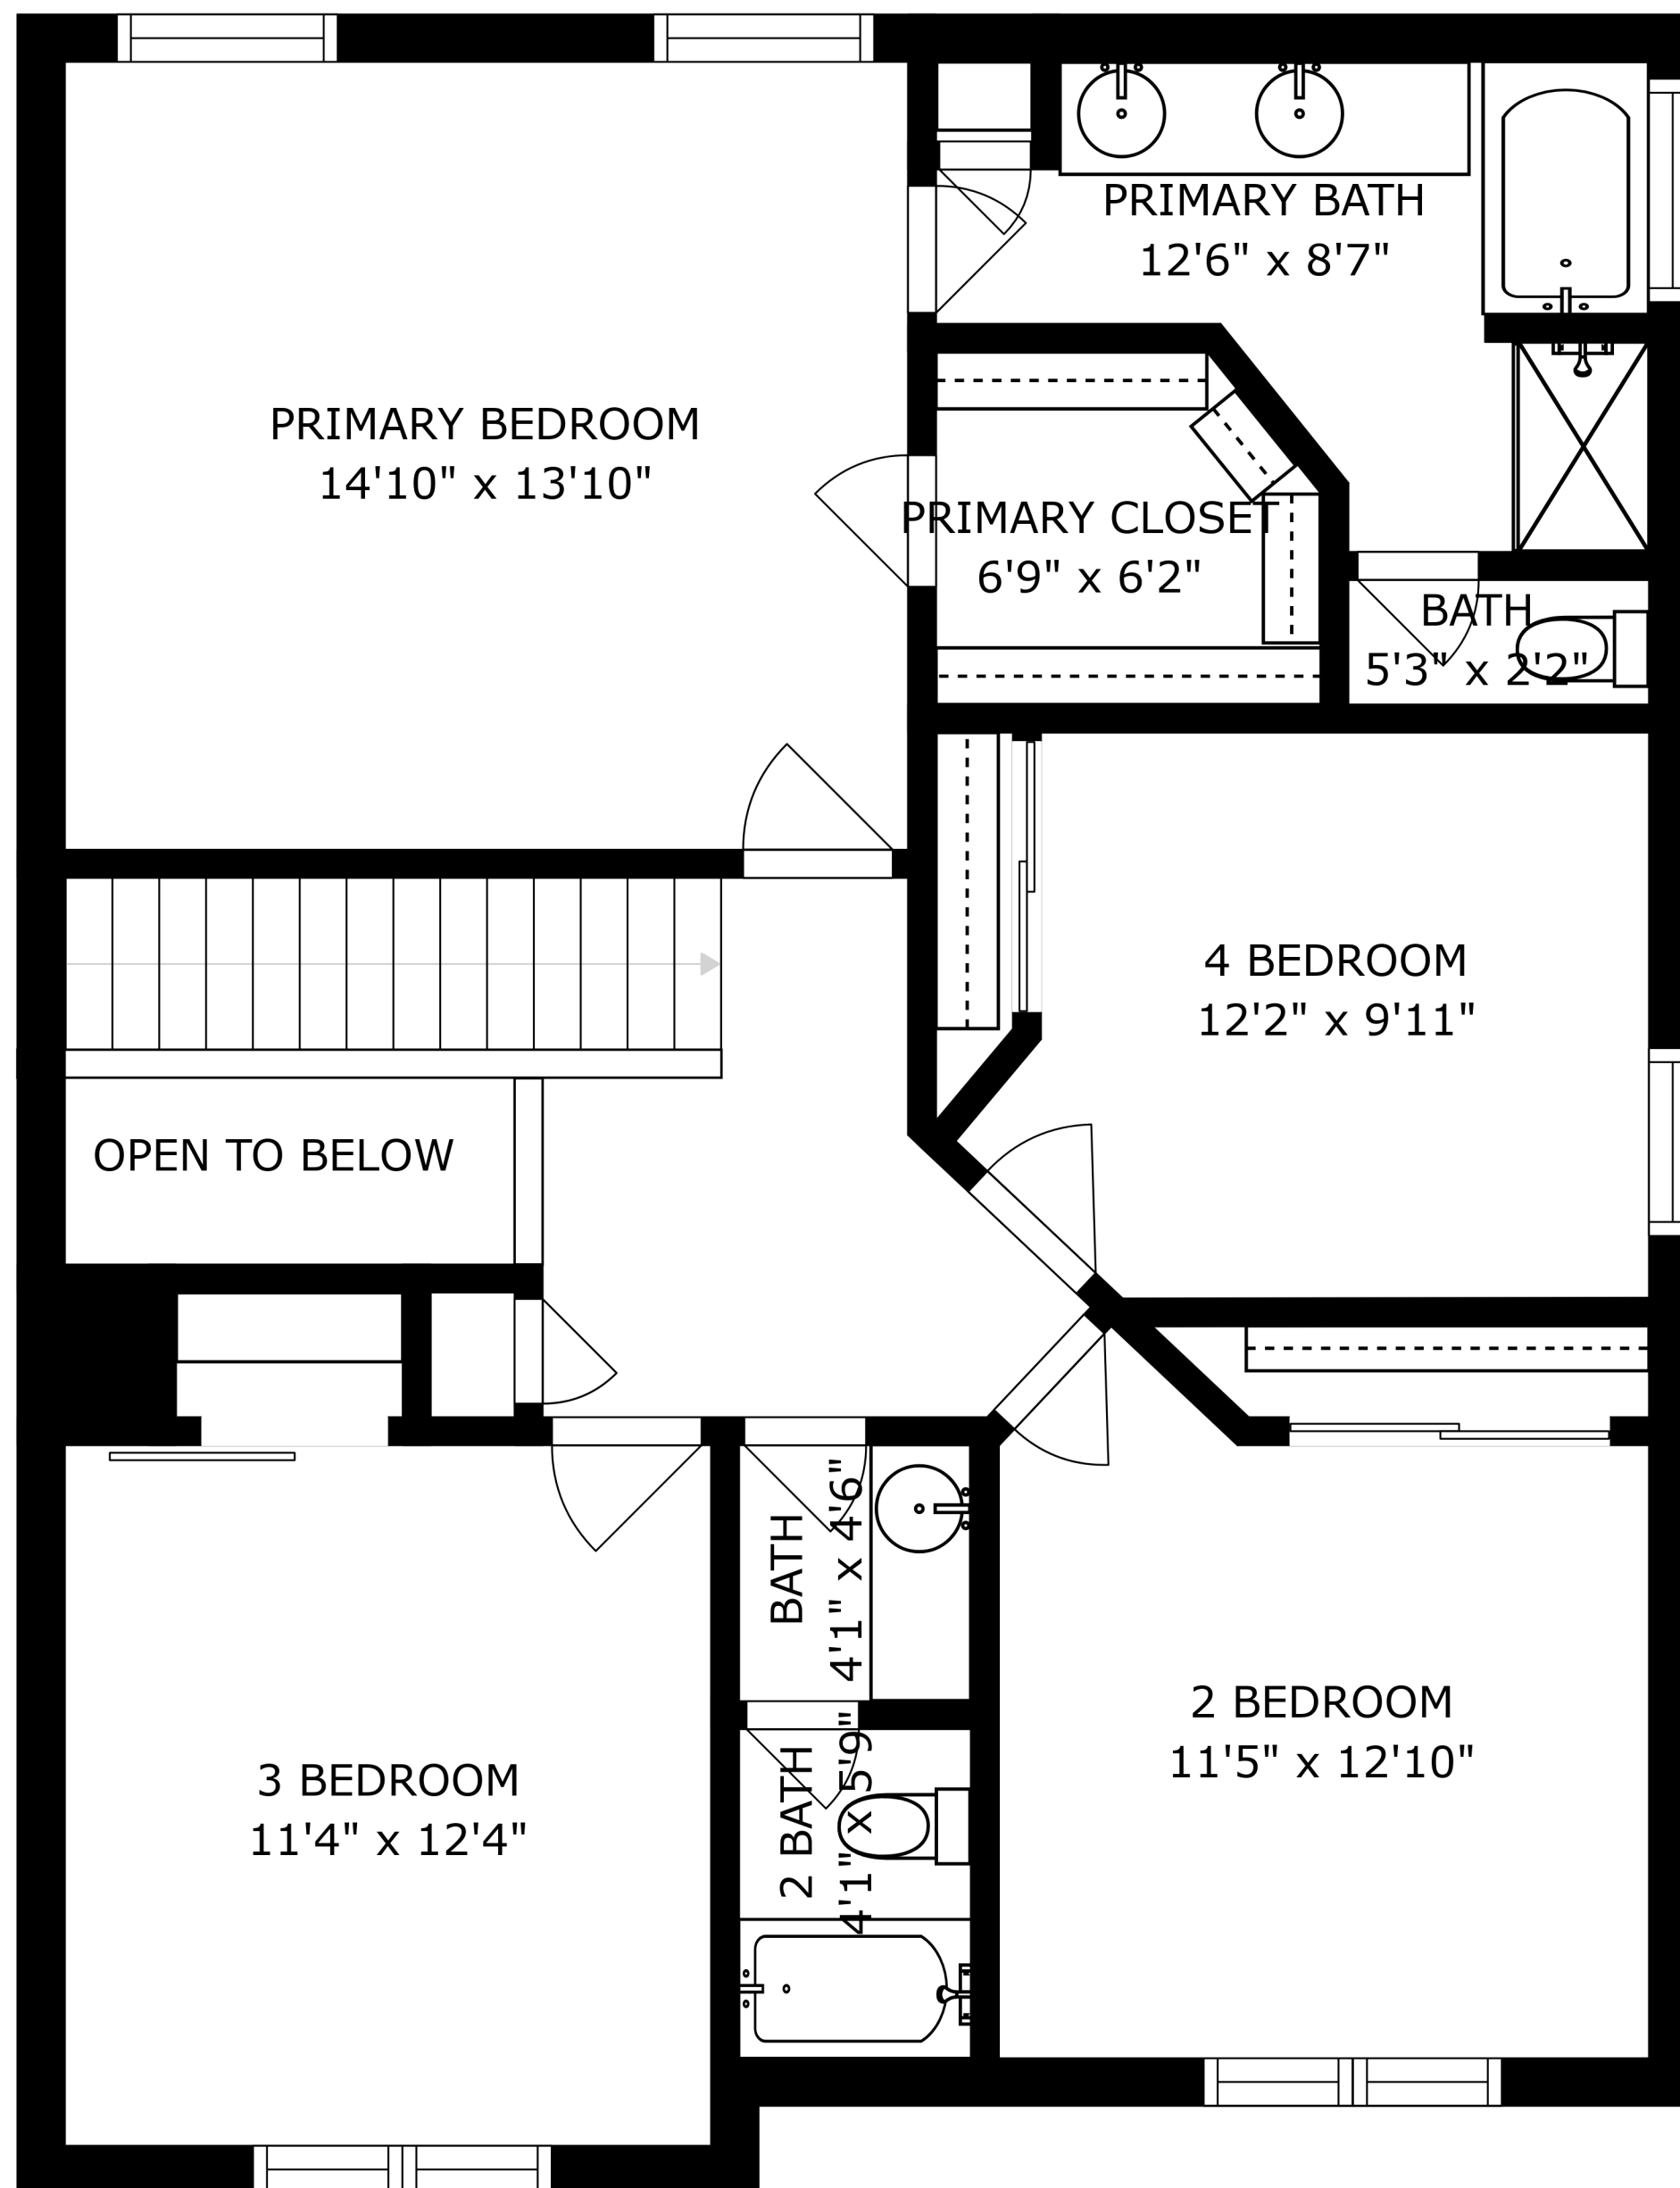 PRIMARY BATH
12'6" x 8'7"
PRIMARY BEDROOM
14'10" x 13'10"
PRIMARY CLOSET
6'9" x 6'2"
BATH
5'3" x 2'2"
4 BEDROOM
12'2" x 9'11"
OPEN TO BELOW
BATH
4'1" x 4'6"
2 BEDROOM
11'5" x 12'10"
3 BEDROOM
11'4" x 12'4"
2 BATH
4'1" x 5'9"